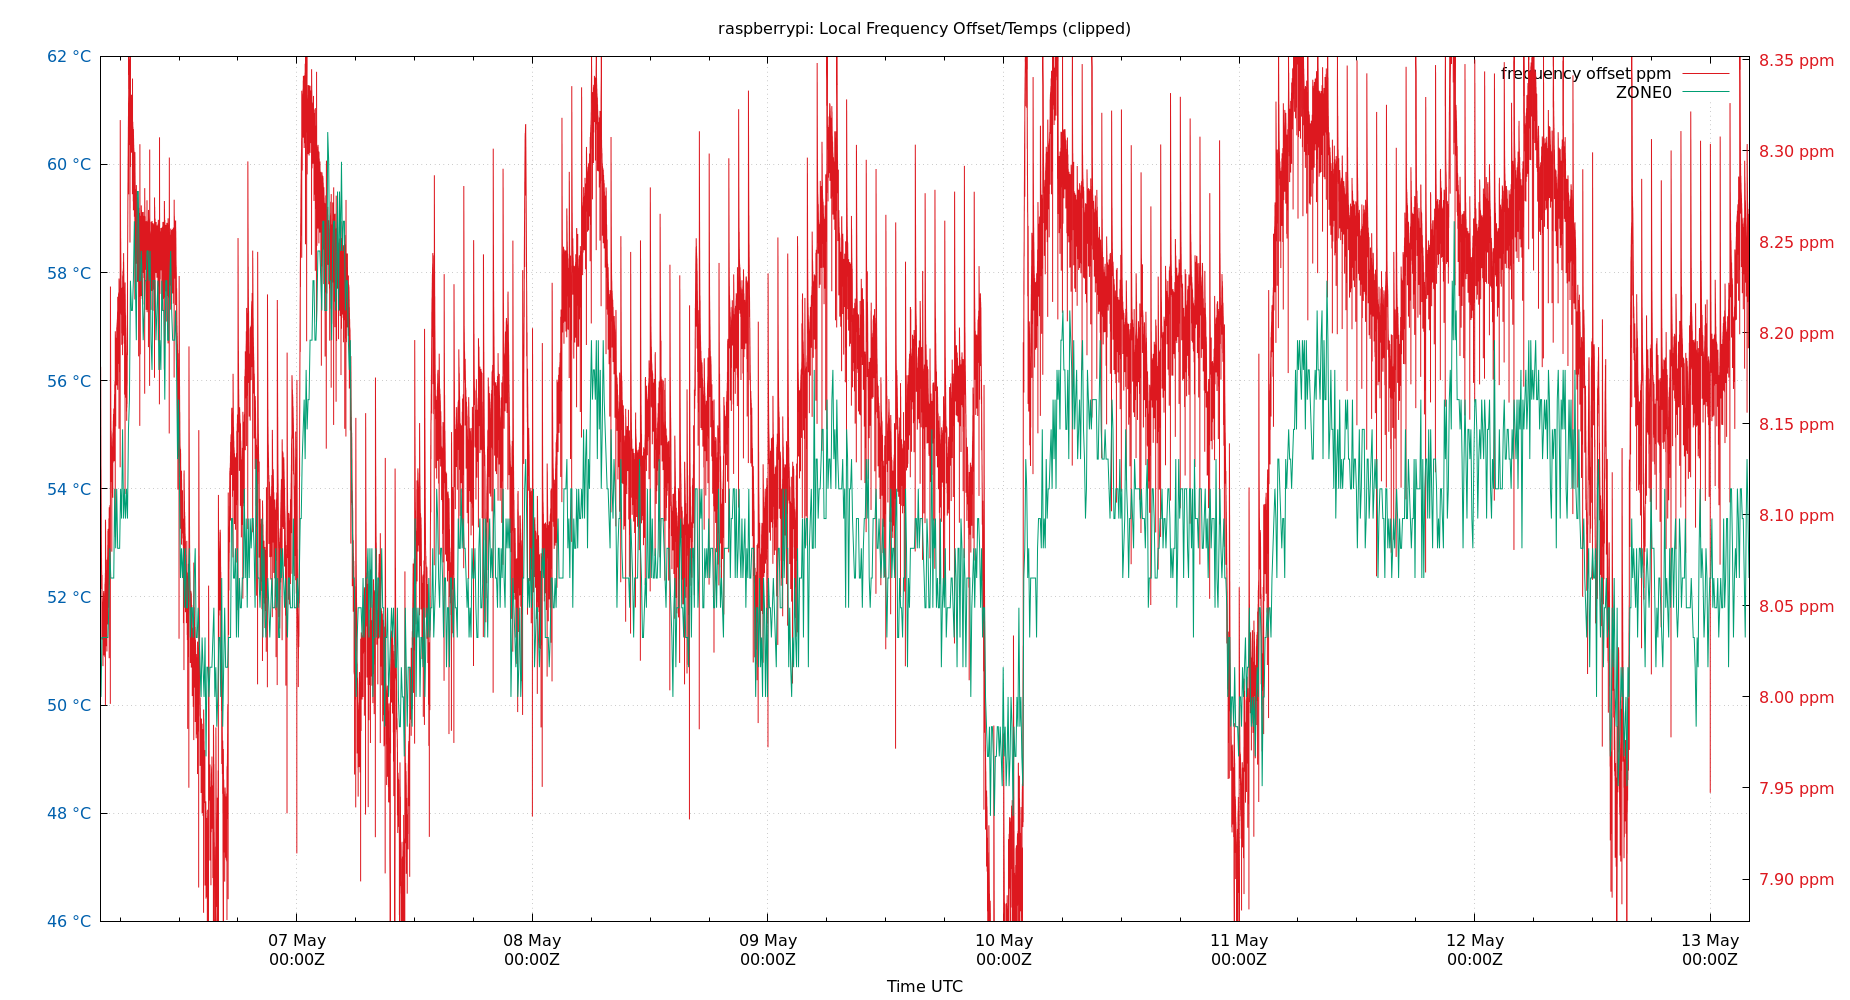 raspberrypi: Local Frequency Offset/Temps (clipped)
62 °C
60 °C
58 °C
56 °C
54 °C
52 °C
50 °C
48 °C
46 °C
8.35 ppm
8.30 ppm
8.25 ppm
8.20 ppm
8.15 ppm
8.10 ppm
8.05 ppm
8.00 ppm
7.95 ppm
7.90 ppm
frequency offset ppm
ZONE0
07 May
00:00Z
08 May
00:00Z
09 May
00:00Z
10 May
00:00Z
11 May
00:00Z
12 May
00:00Z
13 May
00:00Z
Time UTC